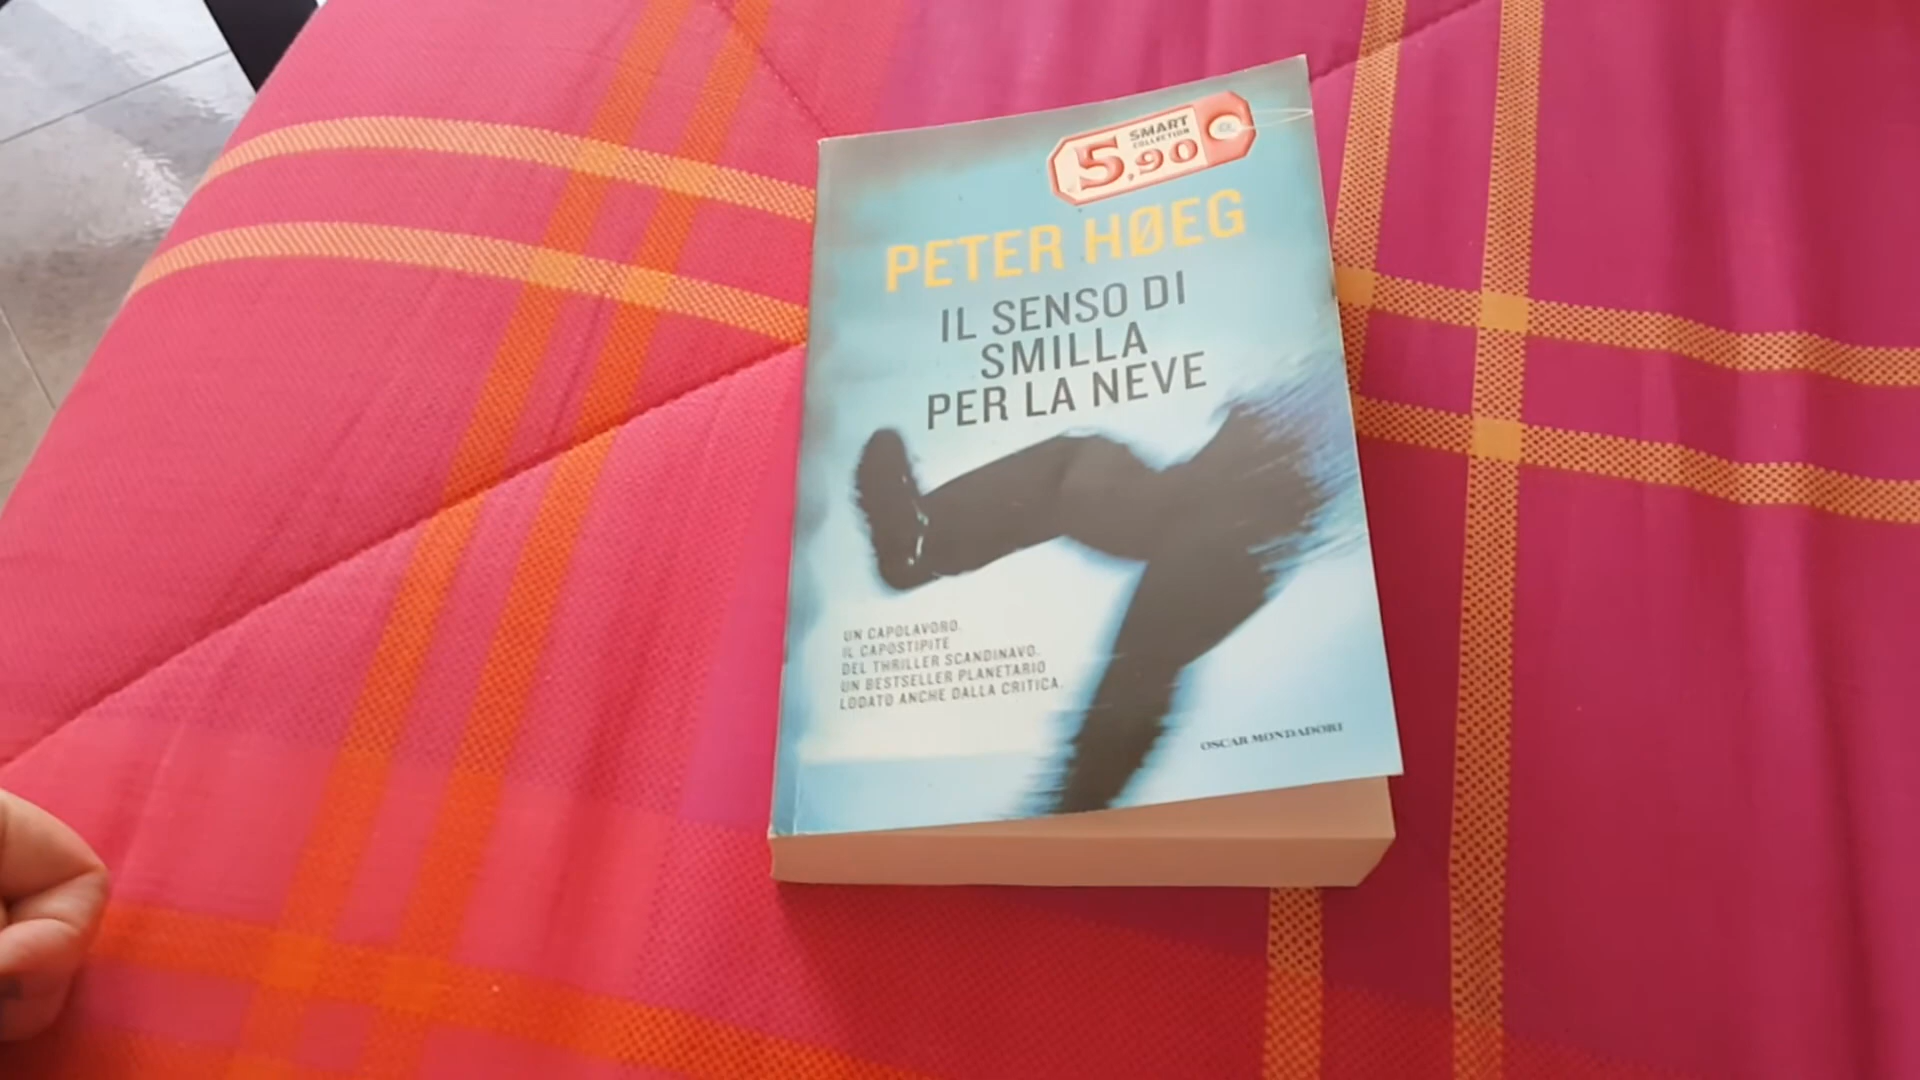 SMART
COLLECTION
5,90
PETER HØEG
IL SENSO DI
SMILLA
PER LA NEVE
UN CAPOLAVORO.
IL CAPOSTIPITE
DEL THRILLER SCANDINAVO.
UN BESTSELLER PLANETARIO
LODATO ANCHE DALLA CRITICA.
OSCAR MONDADORI